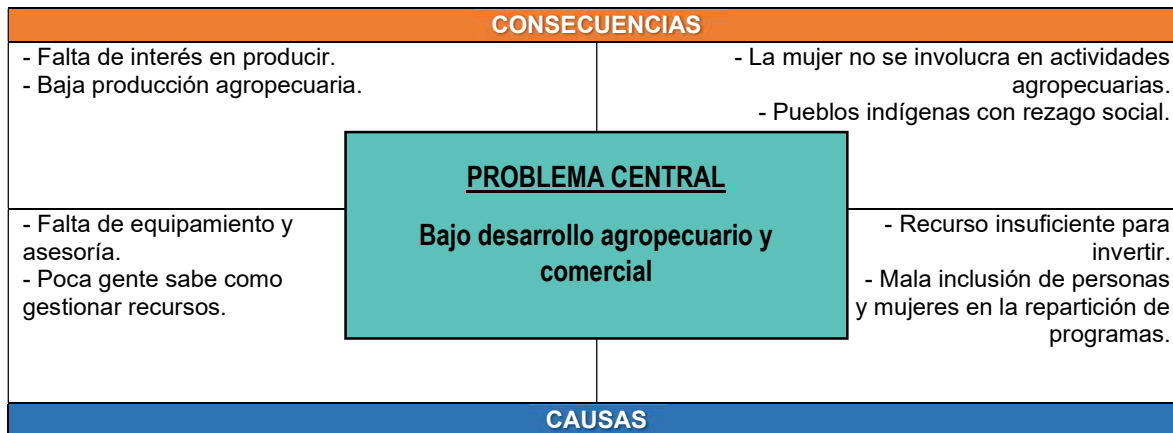 CONSECUENCIAS
- Falta de interés en producir.
- Baja producción agropecuaria.
- La mujer no se involucra en actividades
agropecuarias.
- Pueblos indígenas con rezago social.
PROBLEMA CENTRAL
Bajo desarrollo agropecuario y
comercial
- Falta de equipamiento y
asesoría.
- Poca gente sabe como
gestionar recursos.
- Recurso insuficiente para
invertir.
- Mala inclusión de personas
y mujeres en la repartición de
programas.
CAUSAS